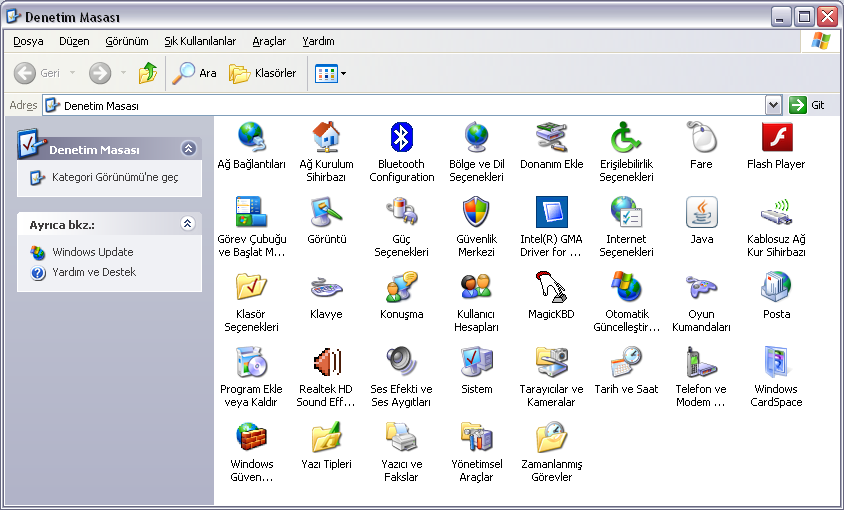 Denetim Masası
Dosya Düzen Görünüm Sık Kullanılanlar Araçlar Yardım
Geri Ara Klasörler
Adres Denetim Masası Git
Denetim Masası
Kategori Görünümü'ne geç
Ayrıca bkz.:
Windows Update
Yardım ve Destek
Ağ Bağlantıları
Ağ Kurulum
Sihirbazı
Bluetooth
Configuration
Bölge ve Dil
Seçenekleri
Donanım Ekle
Erişilebilirlik
Seçenekleri
Fare
Flash Player
Görev Çubuğu
ve Başlat M...
Görüntü
Güç
Seçenekleri
Güvenlik
Merkezi
Intel(R) GMA
Driver for ...
Internet
Seçenekleri
Java
Kablosuz Ağ
Kur Sihirbazı
Klasör
Seçenekleri
Klavye
Konuşma
Kullanıcı
Hesapları
MagicKBD
Otomatik
Güncelleştir...
Oyun
Kumandaları
Posta
Program Ekle
veya Kaldır
Realtek HD
Sound Eff...
Ses Efekti ve
Ses Aygıtları
Sistem
Tarayıcılar ve
Kameralar
Tarih ve Saat
Telefon ve
Modem ...
Windows
CardSpace
Windows
Güven...
Yazı Tipleri
Yazıcı ve
Fakslar
Yönetimsel
Araçlar
Zamanlanmış
Görevler